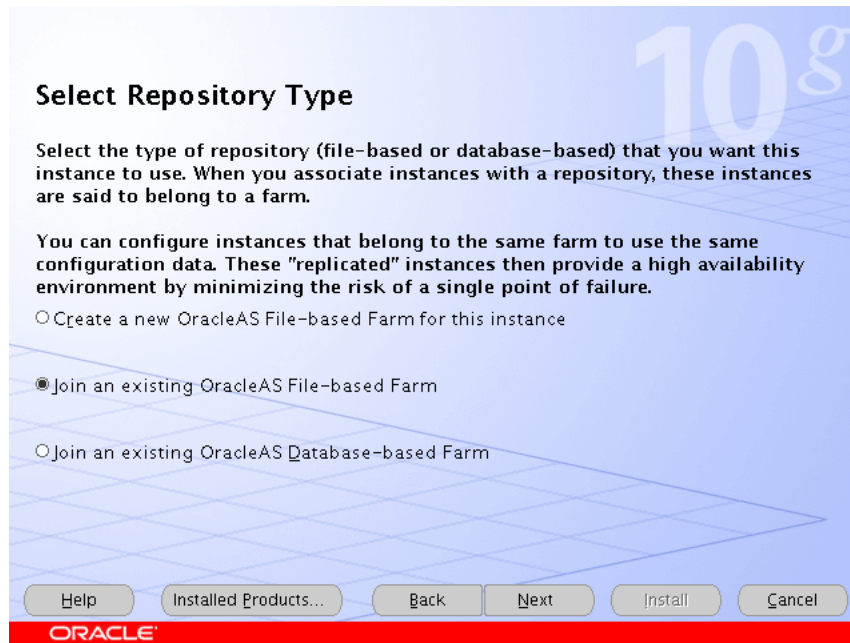 10g
Select Repository Type
Select the type of repository (file-based or database-based) that you want this
instance to use. When you associate instances with a repository, these instances
are said to belong to a farm.
You can configure instances that belong to the same farm to use the same
configuration data. These "replicated" instances then provide a high availability
environment by minimizing the risk of a single point of failure.
Create a new OracleAS File-based Farm for this instance
Join an existing OracleAS File-based Farm
Join an existing OracleAS Database-based Farm
Help Installed Products... Back Next Install Cancel
ORACLE